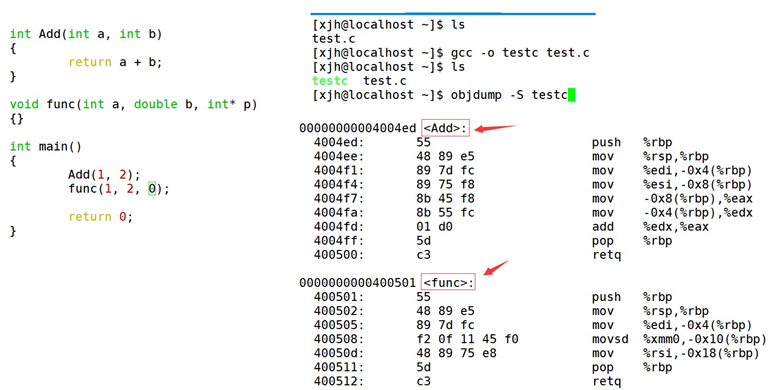 int Add(int a, int b)
{
        return a + b;
}
void func(int a, double b, int* p)
{}
int main()
{
        Add(1, 2);
        func(1, 2, 0);
        return 0;
}
[xjh@localhost ~]$ ls
test.c
[xjh@localhost ~]$ gcc -o testc test.c
[xjh@localhost ~]$ ls
testc  test.c
[xjh@localhost ~]$ objdump -S testc
00000000004004ed <Add>:
4004ed: 55 push %rbp
4004ee: 48 89 e5 mov %rsp,%rbp
4004f1: 89 7d fc mov %edi,-0x4(%rbp)
4004f4: 89 75 f8 mov %esi,-0x8(%rbp)
4004f7: 8b 45 f8 mov -0x8(%rbp),%eax
4004fa: 8b 55 fc mov -0x4(%rbp),%edx
4004fd: 01 d0 add %edx,%eax
4004ff: 5d pop %rbp
400500: c3 retq
0000000000400501 <func>:
400501: 55 push %rbp
400502: 48 89 e5 mov %rsp,%rbp
400505: 89 7d fc mov %edi,-0x4(%rbp)
400508: f2 0f 11 45 f0 movsd %xmm0,-0x10(%rbp)
40050d: 48 89 75 e8 mov %rsi,-0x18(%rbp)
400511: 5d pop %rbp
400512: c3 retq